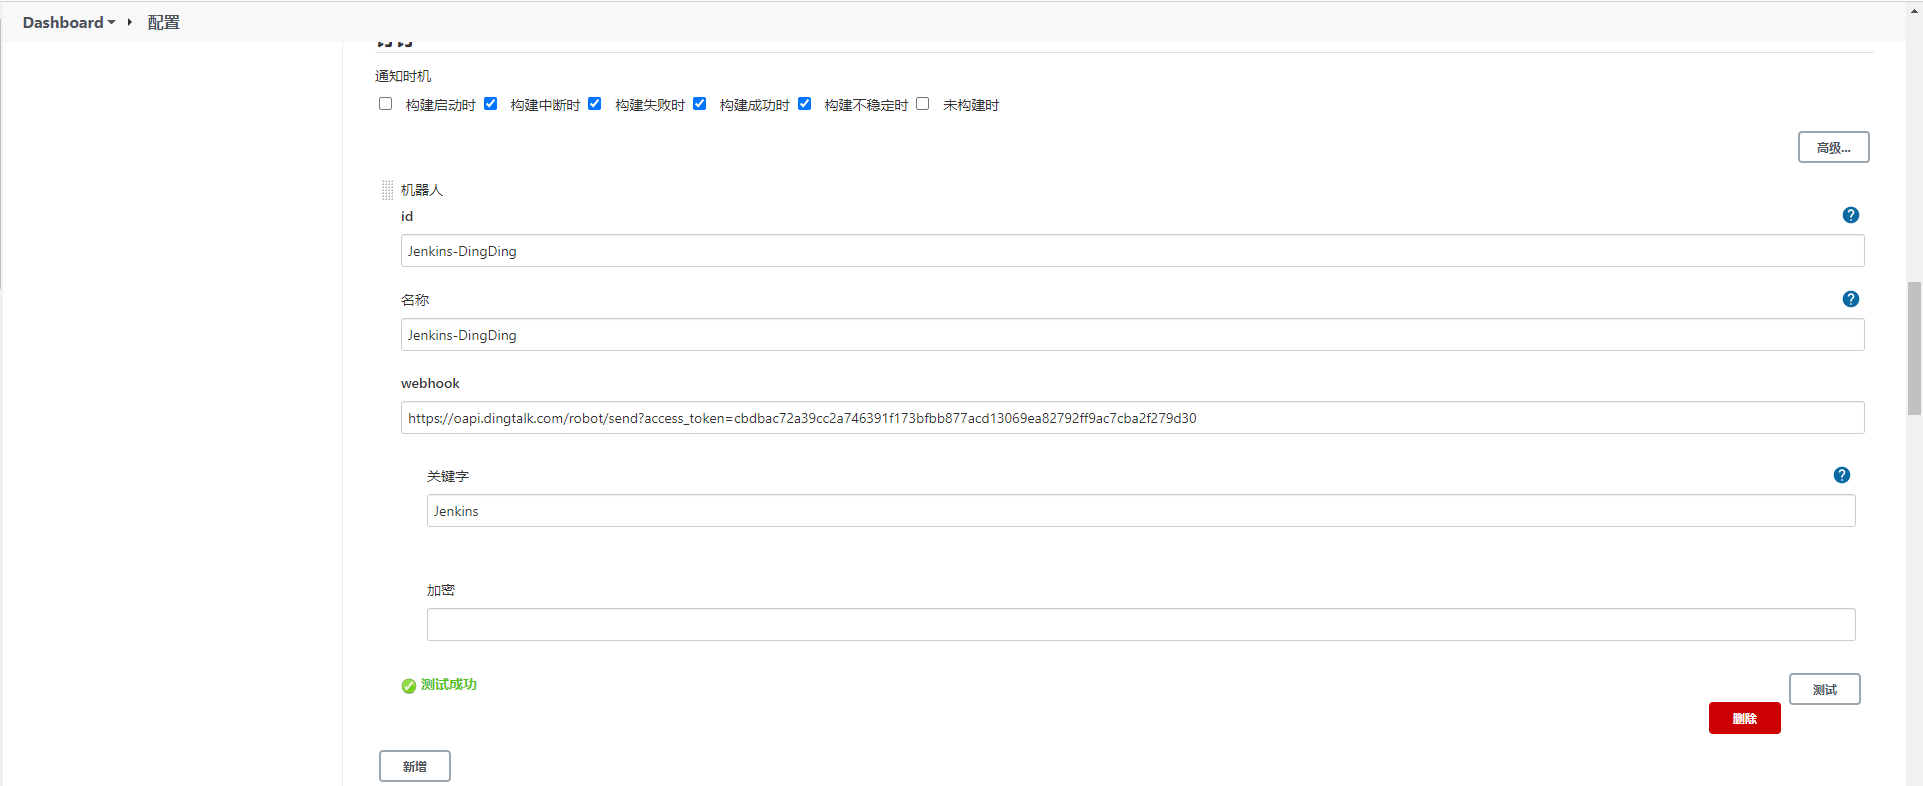 Dashboard 配置
通知时机
构建启动时 构建中断时 构建失败时 构建成功时 构建不稳定时 未构建时
高级...
机器人
id
Jenkins-DingDing
名称
Jenkins-DingDing
webhook
https://oapi.dingtalk.com/robot/send?access_token=cbdbac72a39cc2a746391f173bfbb877acd13069ea82792ff9ac7cba2f279d30
关键字
Jenkins
加密
测试成功
测试
删除
新增